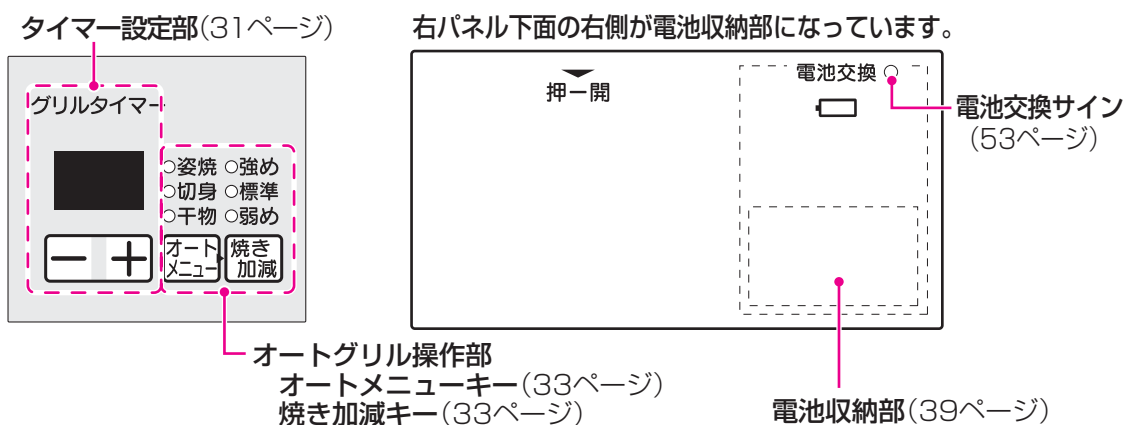 タイマー設定部(31ページ)
グリルタイマー
○姿焼 ○強め
○切身 ○標準
○干物 ○弱め
− +
オート
メニュー
焼き
加減
オートグリル操作部
オートメニューキー(33ページ)
焼き加減キー(33ページ)
右パネル下面の右側が電池収納部になっています。
押ー開
電池交換○
電池交換サイン
(53ページ)
電池収納部(39ページ)